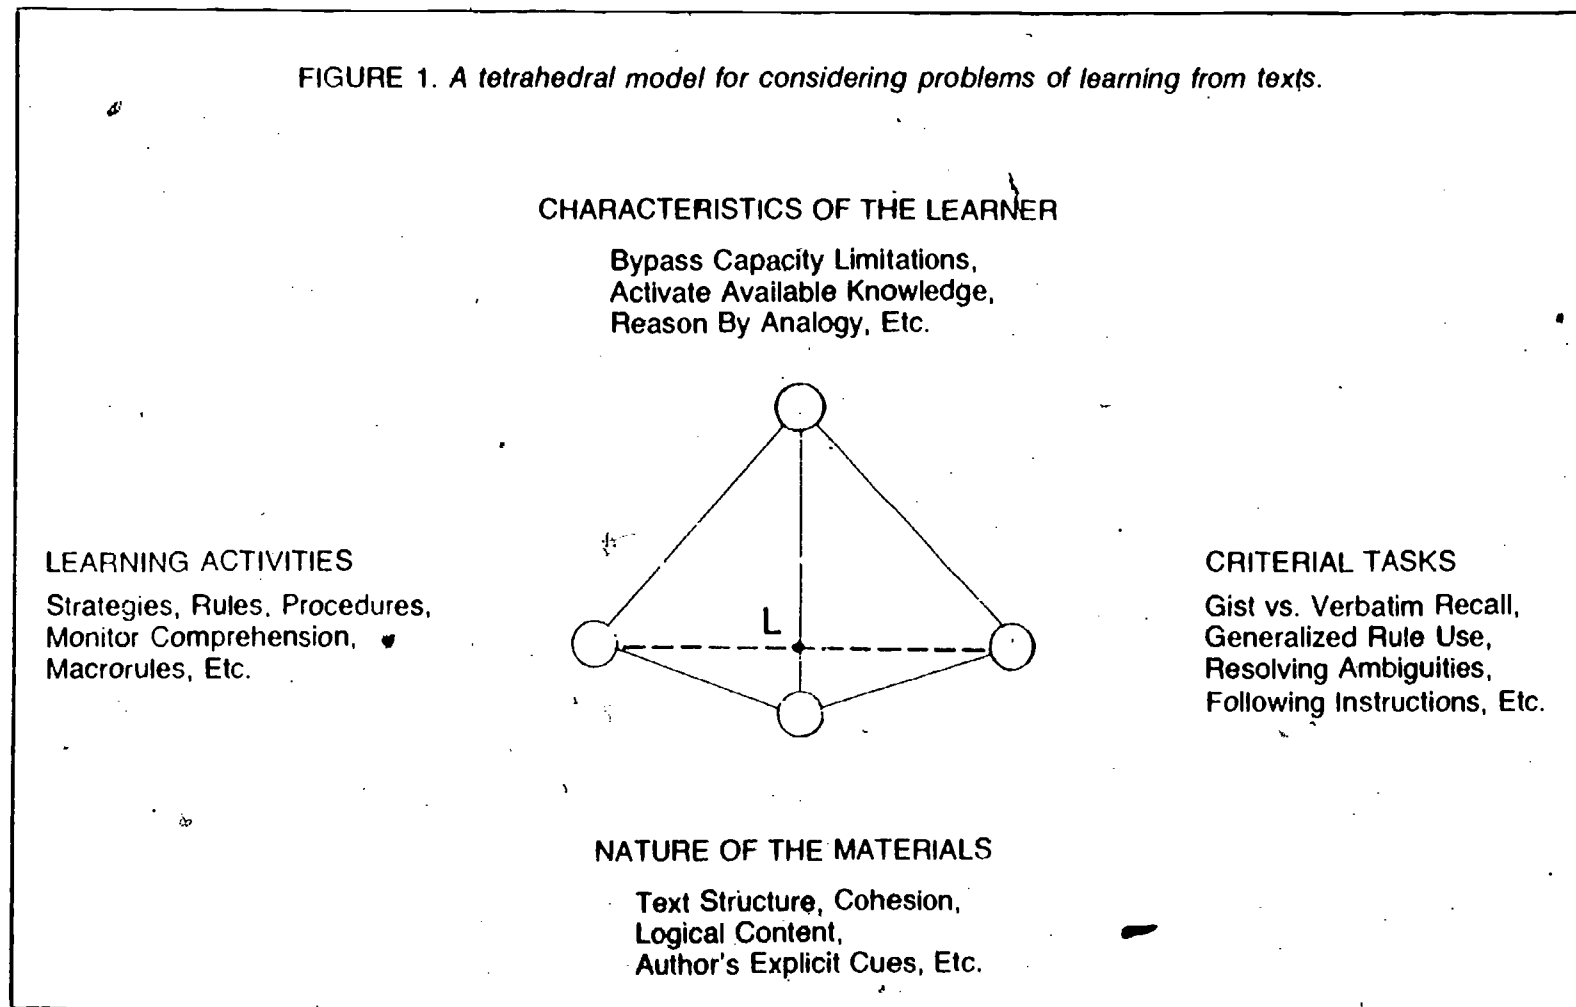 FIGURE 1. A tetrahedral model for considering problems of learning from texts.
CHARACTERISTICS OF THE LEARNER
Bypass Capacity Limitations,
Activate Available Knowledge,
Reason By Analogy, Etc.
LEARNING ACTIVITIES
Strategies, Rules, Procedures,
Monitor Comprehension,
Macrorules, Etc.
L
CRITERIAL TASKS
Gist vs. Verbatim Recall,
Generalized Rule Use,
Resolving Ambiguities,
Following Instructions, Etc.
NATURE OF THE MATERIALS
Text Structure, Cohesion,
Logical Content,
Author's Explicit Cues, Etc.